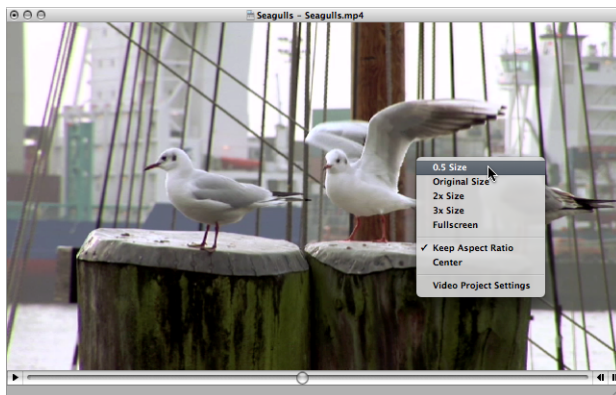 Seagulls – Seagulls.mp4
0.5 Size
Original Size
2x Size
3x Size
Fullscreen
✓ Keep Aspect Ratio
Center
Video Project Settings